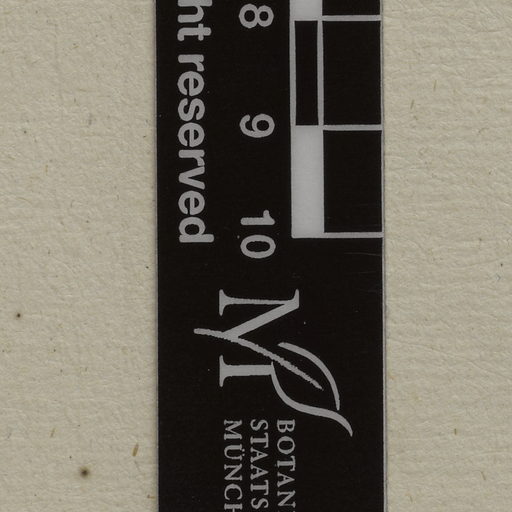 ht reserved
8 9 10
M
BOTAN
STAATS
MÜNCH